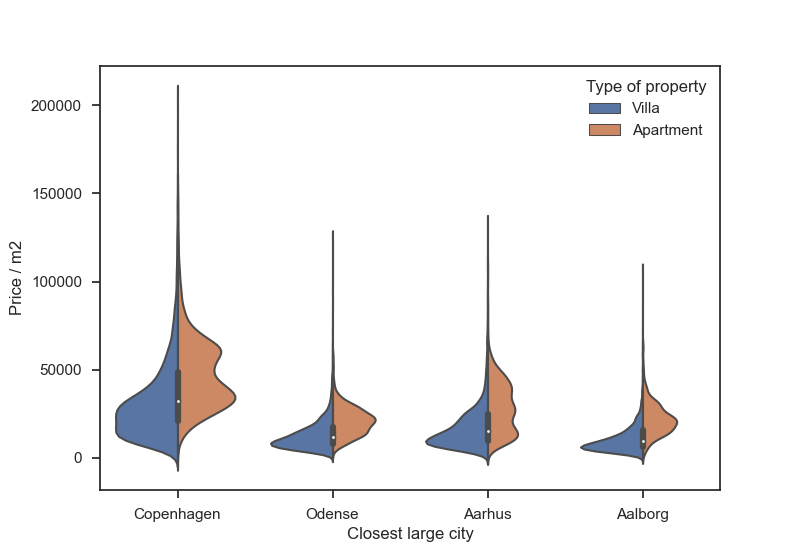 Type of property
Villa
Apartment
200000
150000
100000
50000
0
Price / m2
Copenhagen
Odense
Aarhus
Aalborg
Closest large city